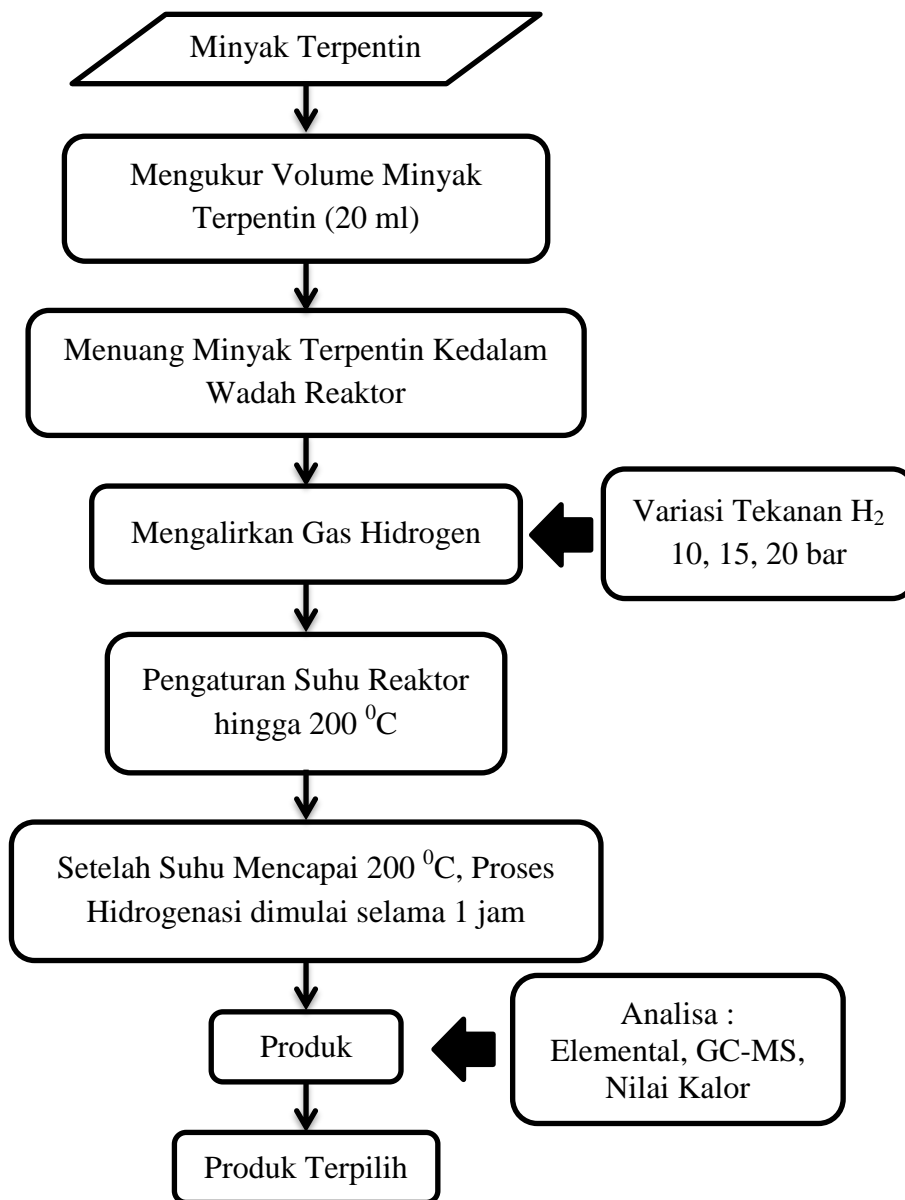 Minyak Terpentin
Mengukur Volume Minyak
Terpentin (20 ml)
Menuang Minyak Terpentin Kedalam
Wadah Reaktor
Mengalirkan Gas Hidrogen
Variasi Tekanan H₂
10, 15, 20 bar
Pengaturan Suhu Reaktor
hingga 200 ⁰C
Setelah Suhu Mencapai 200 ⁰C, Proses
Hidrogenasi dimulai selama 1 jam
Produk
Analisa :
Elemental, GC-MS,
Nilai Kalor
Produk Terpilih